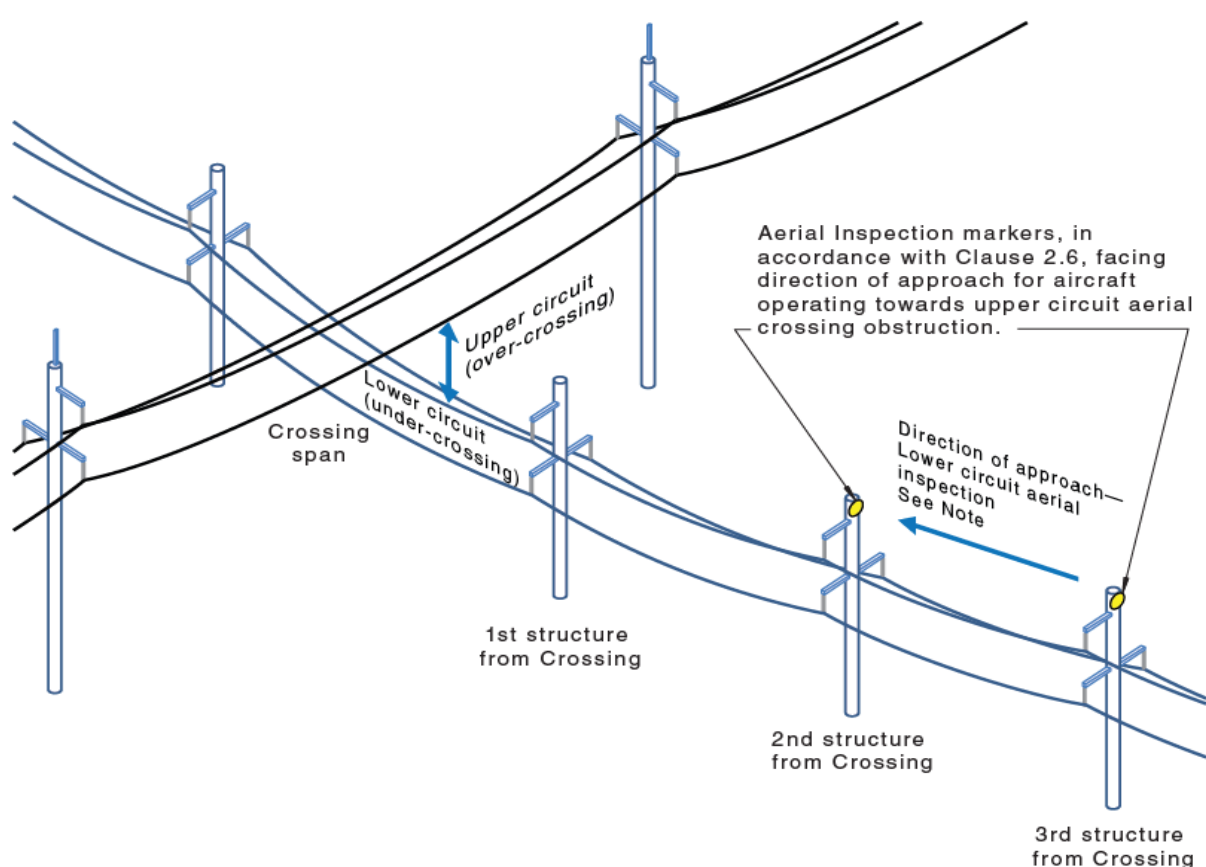 Aerial Inspection markers, in
accordance with Clause 2.6, facing
direction of approach for aircraft
operating towards upper circuit aerial
crossing obstruction.
Upper circuit
(over-crossing)
Lower circuit
(under-crossing)
Crossing
span
Direction of approach—
Lower circuit aerial
inspection
See Note
1st structure
from Crossing
2nd structure
from Crossing
3rd structure
from Crossing